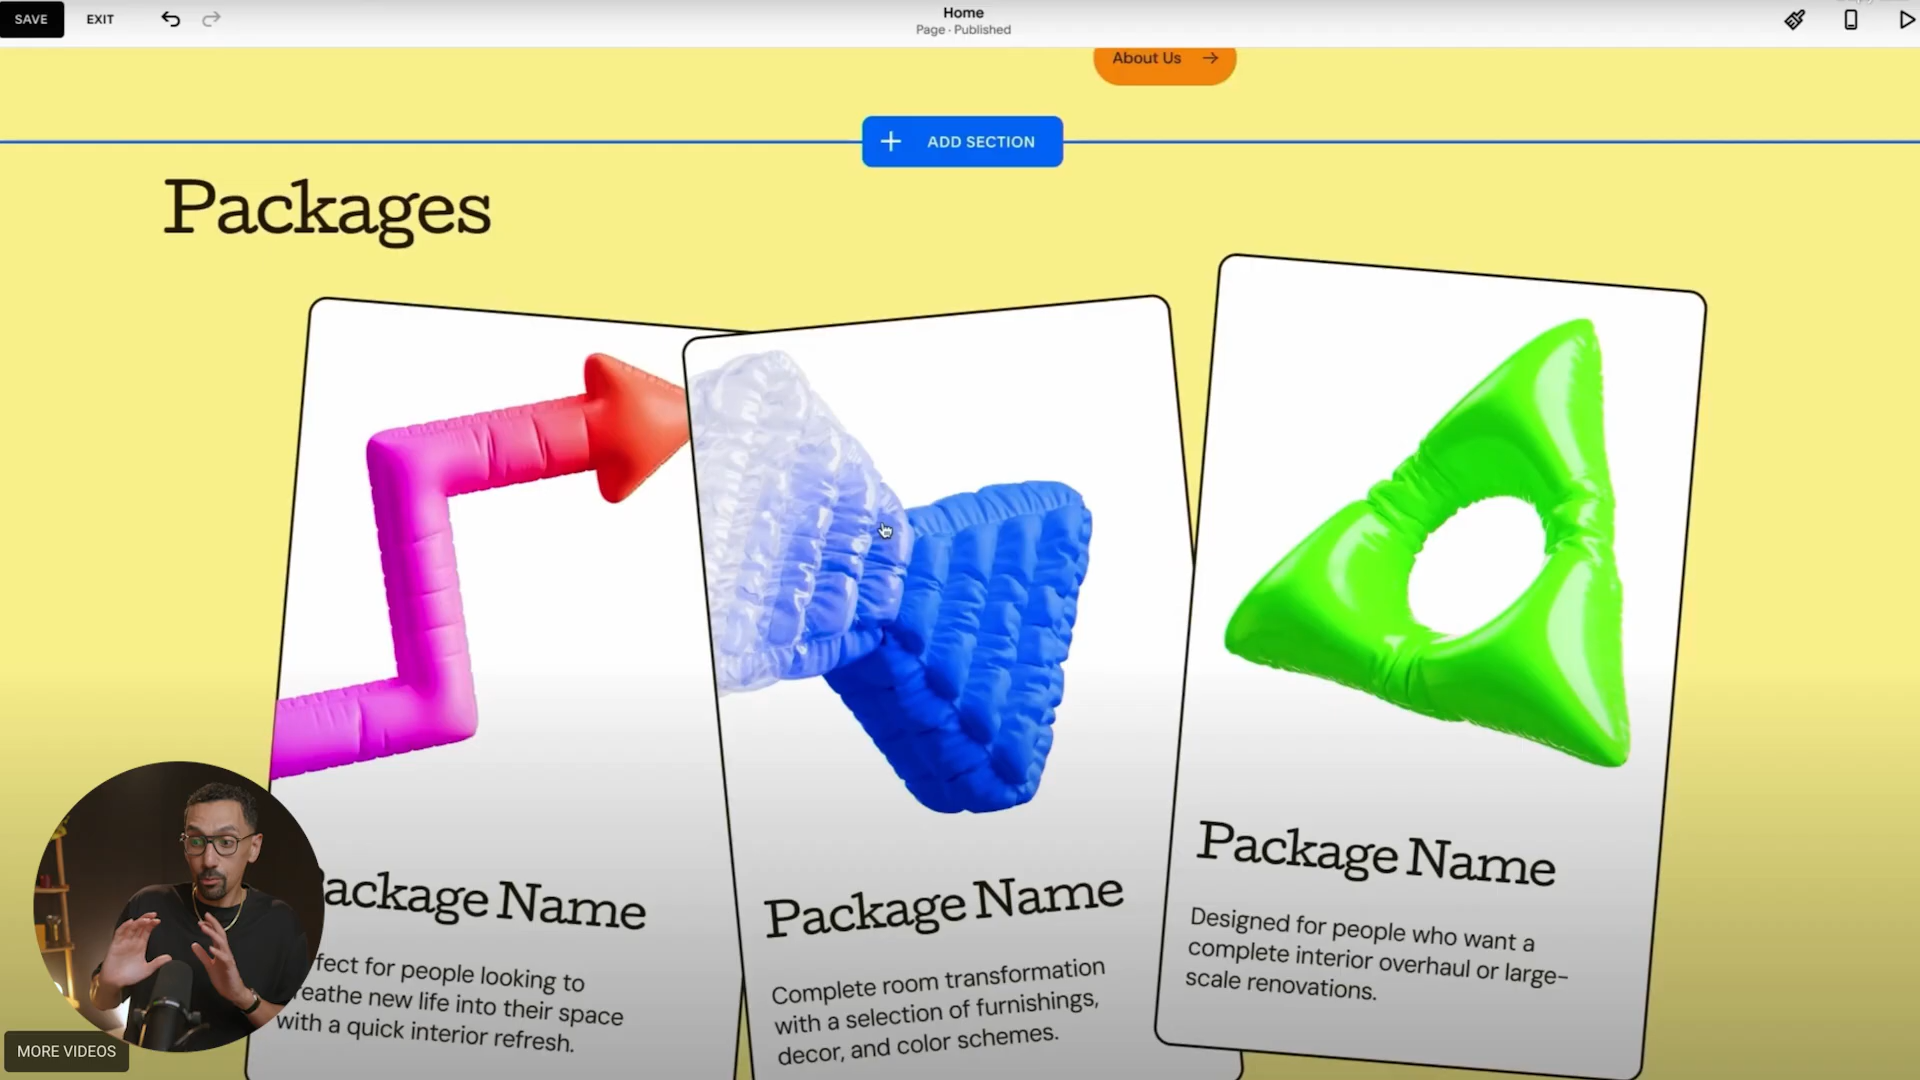 SAVE
EXIT
Home
Page · Published
About Us
ADD SECTION
Packages
ackage Name
fect for people looking to
reathe new life into their space
with a quick interior refresh.
Package Name
Complete room transformation
with a selection of furnishings,
decor, and color schemes.
Package Name
Designed for people who want a
complete interior overhaul or large-
scale renovations.
MORE VIDEOS